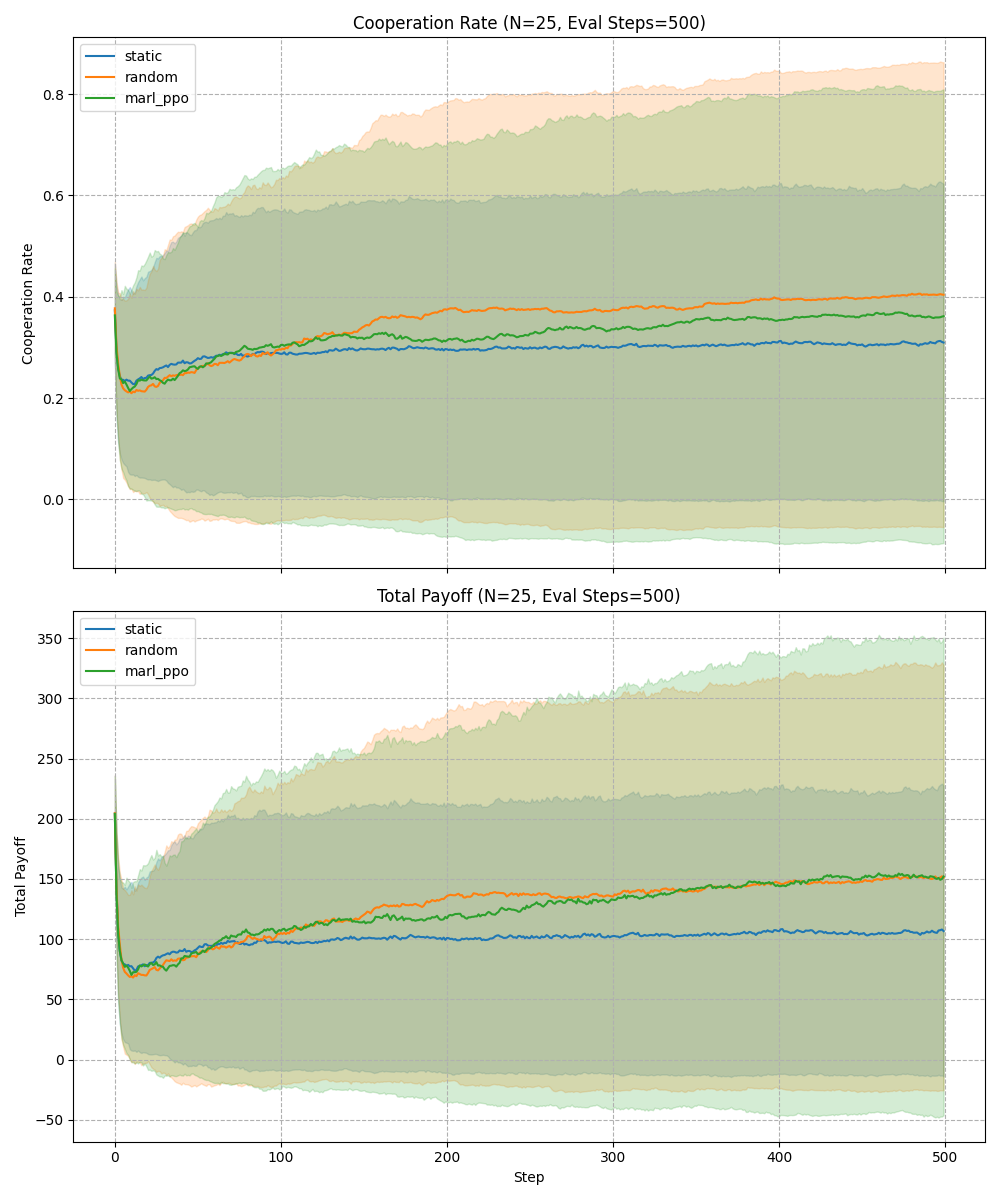 Cooperation Rate (N=25, Eval Steps=500)
static
random
marl_ppo
Cooperation Rate
0.8
0.6
0.4
0.2
0.0
Total Payoff (N=25, Eval Steps=500)
static
random
marl_ppo
Total Payoff
350
300
250
200
150
100
50
0
−50
0 100 200 300 400 500
Step